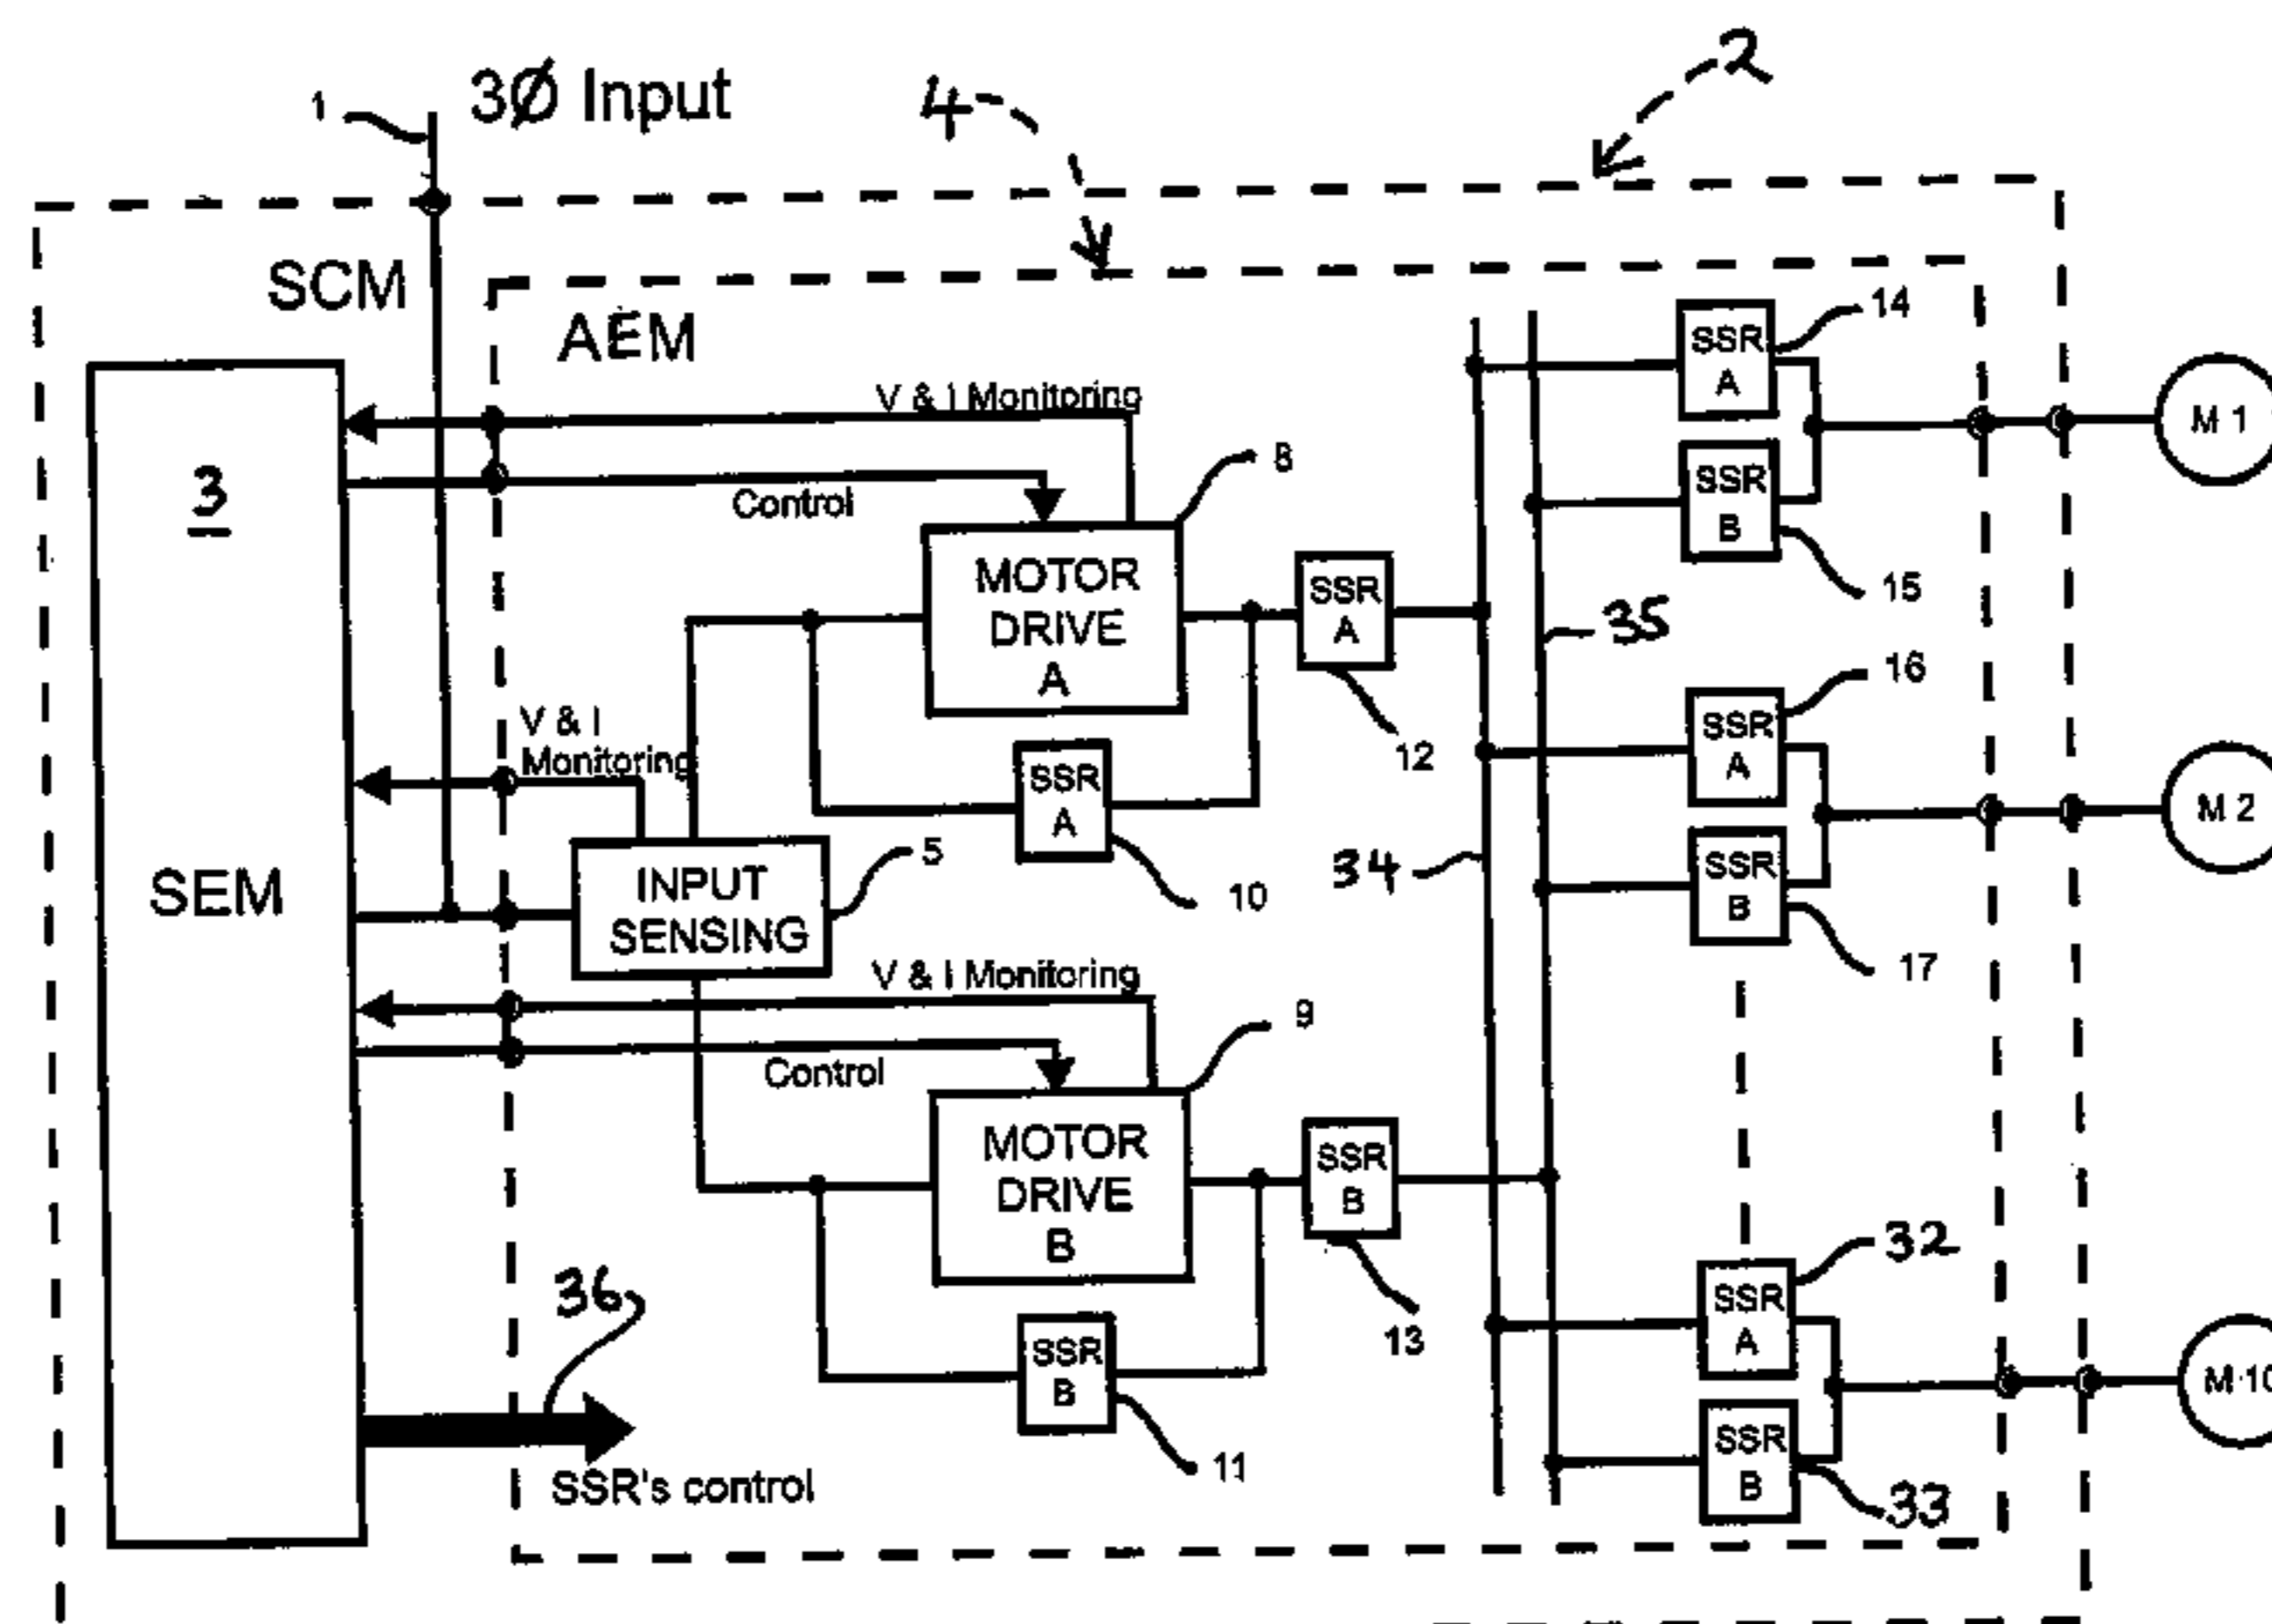 2
1
3Ø Input
4
SCM
AEM
14
SSR
A
V & I Monitoring
M 1
3
8
SSR
B
Control
MOTOR
DRIVE
A
SSR
A
15
35
16
V & I
Monitoring
SSR
A
12
SSR
A
M 2
5
34
SEM
INPUT
SENSING
10
SSR
B
17
V & I Monitoring
9
Control
MOTOR
DRIVE
B
SSR
B
32
36
SSR
A
13
SSR
B
M 10
SSR's control
11
SSR
B
33